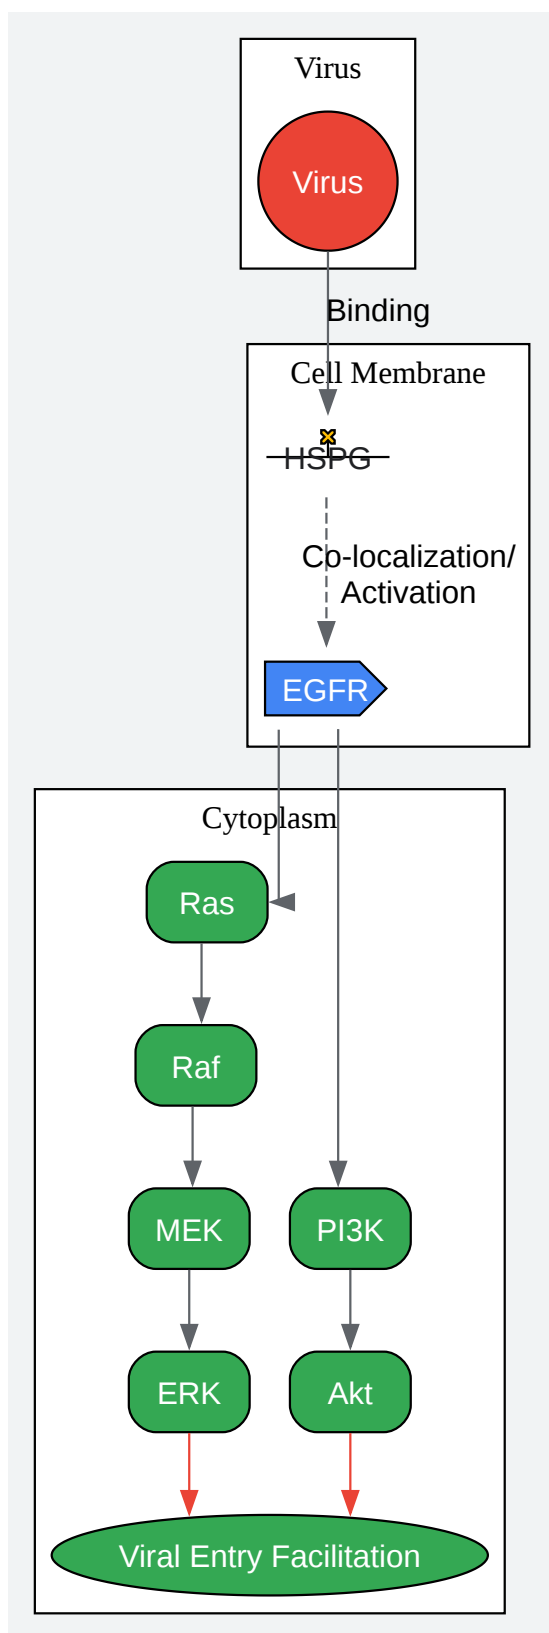 Virus
Virus
Binding
Cell Membrane
HSPG
Co-localization/
Activation
EGFR
Cytoplasm
Ras
Raf
MEK
PI3K
ERK
Akt
Viral Entry Facilitation